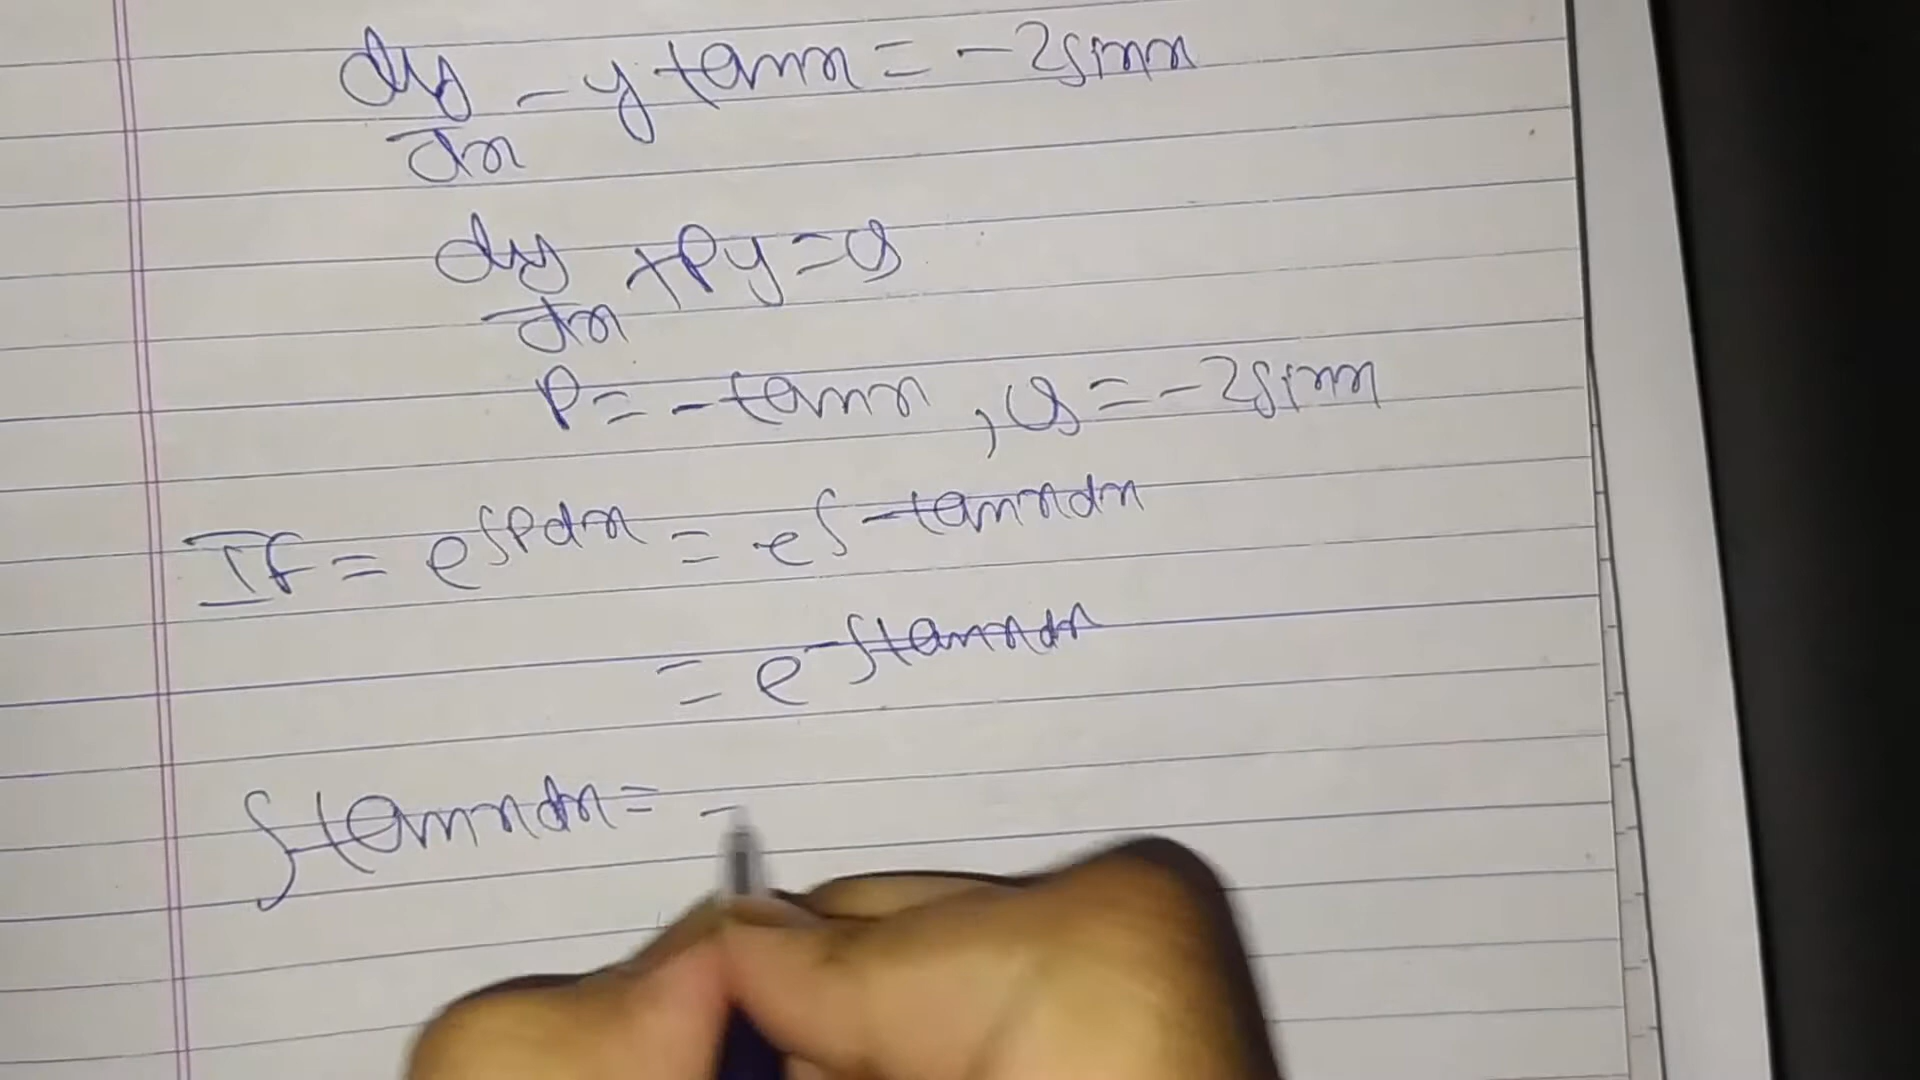 dy/dx - y tanx = -2sinx
dy/dx + Py = Q
P = -tanx , Q = -2sinx
IF = e^∫Pdx = e^∫-tanxdx
= e^-∫tanxdx
∫tanxdx = -